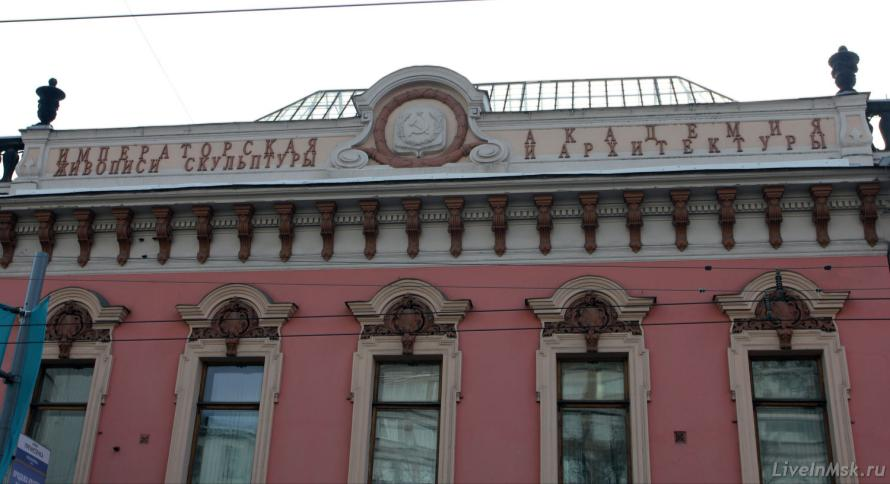 ИМПЕРАТОРСКАЯ АКАДЕМИЯ
ЖИВОПИСИ СКУЛЬПТУРЫ И АРХИТЕКТУРЫ
LiveInMsk.ru